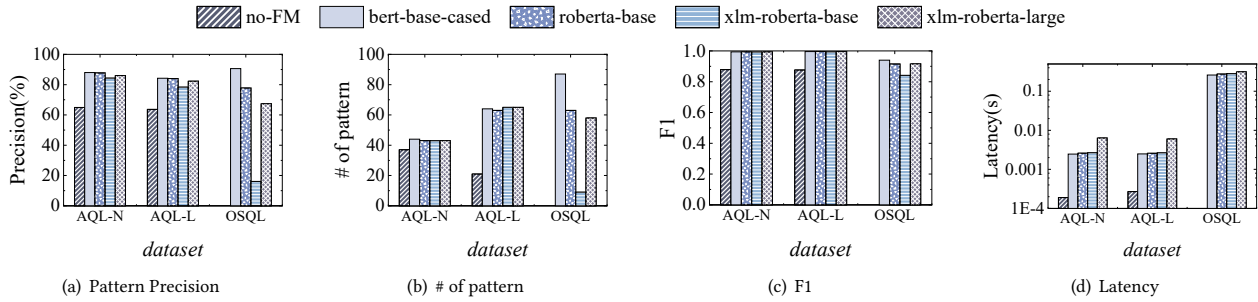 no-FM bert-base-cased roberta-base xlm-roberta-base xlm-roberta-large
100
80
60
40
20
0
Precision(%)
AQL-N AQL-L OSQL
dataset
(a) Pattern Precision
100
80
60
40
20
0
# of pattern
AQL-N AQL-L OSQL
dataset
(b) # of pattern
1.0
0.8
0.6
0.4
0.2
0.0
F1
AQL-N AQL-L OSQL
dataset
(c) F1
0.1
0.01
0.001
1E-4
Latency(s)
AQL-N AQL-L OSQL
dataset
(d) Latency